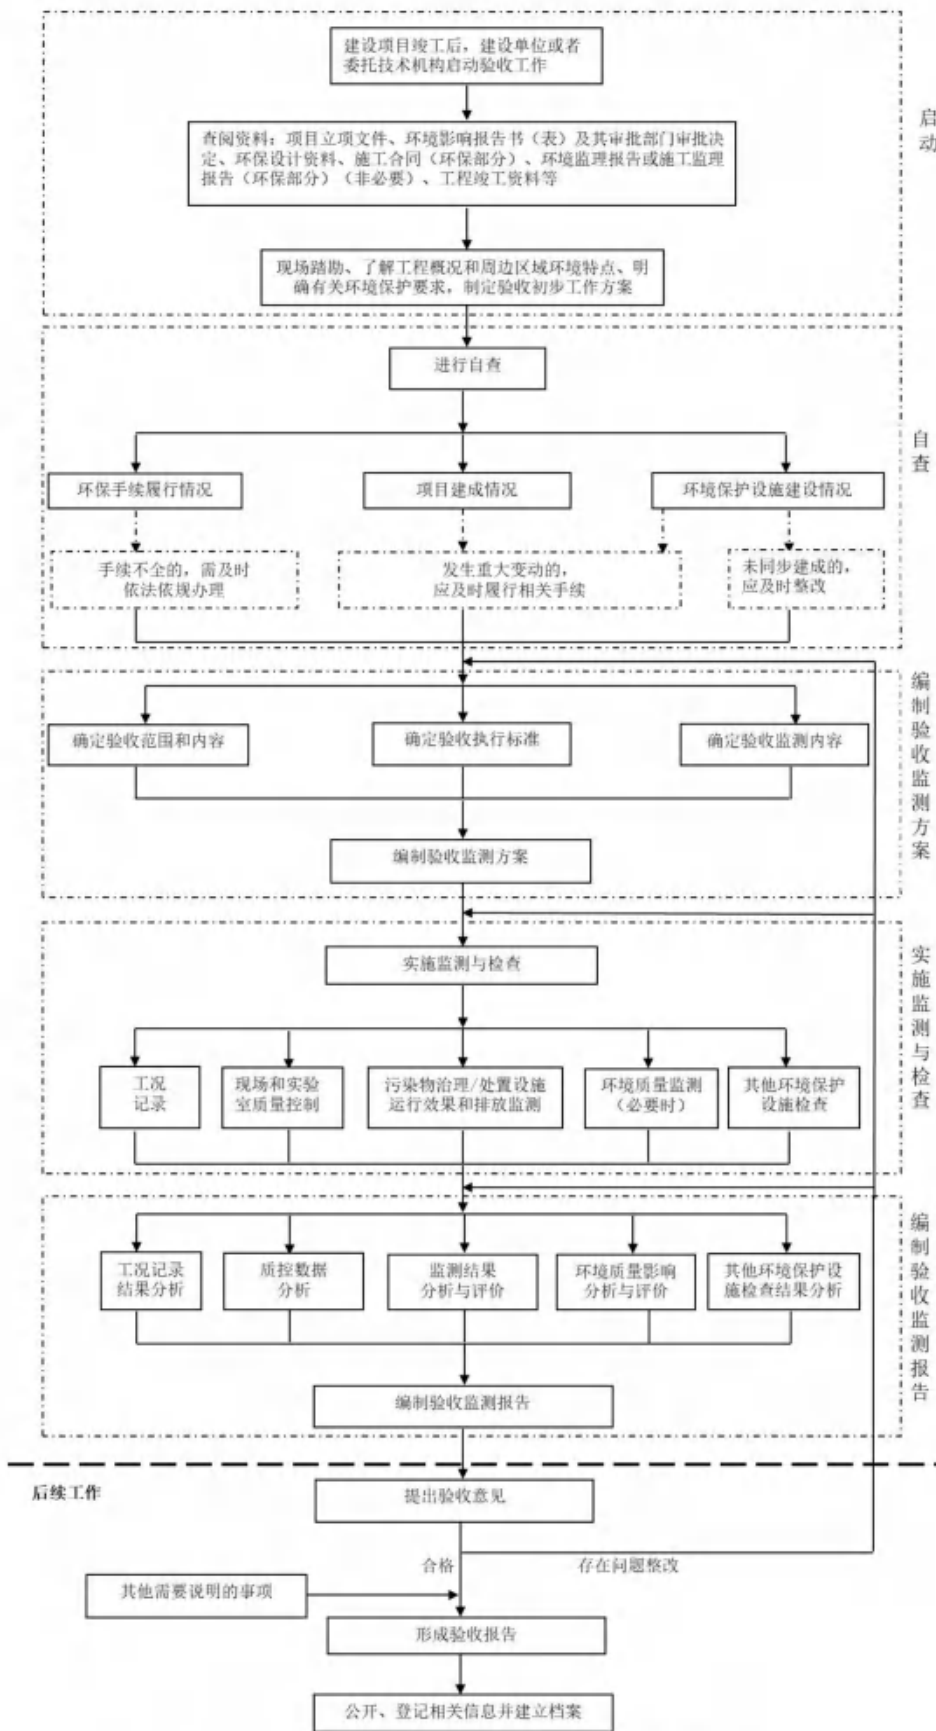 建设项目竣工后，建设单位或者
委托技术机构启动验收工作
启
动
查阅资料：项目立项文件、环境影响报告书（表）及其审批部门审批决
定、环保设计资料、施工合同（环保部分）、环境监理报告或施工监理
报告（环保部分）（非必要）、工程竣工资料等
现场踏勘、了解工程概况和周边区域环境特点、明
确有关环境保护要求，制定验收初步工作方案
进行自查
自
查
环保手续履行情况
项目建成情况
环境保护设施建设情况
手续不全的，需及时
依法依规办理
发生重大变动的，
应及时履行相关手续
未同步建成的，
应及时整改
编
制
验
收
监
测
方
案
确定验收范围和内容
确定验收执行标准
确定验收监测内容
编制验收监测方案
实
施
监
测
与
检
查
实施监测与检查
工况
记录
现场和实验
室质量控制
污染物治理/处置设施
运行效果和排放监测
环境质量监测
（必要时）
其他环境保护
设施检查
编
制
验
收
监
测
报
告
工况记录
结果分析
质控数据
分析
监测结果
分析与评价
环境质量影响
分析与评价
其他环境保护设
施检查结果分析
编制验收监测报告
后续工作
提出验收意见
合格
存在问题整改
其他需要说明的事项
形成验收报告
公开、登记相关信息并建立档案